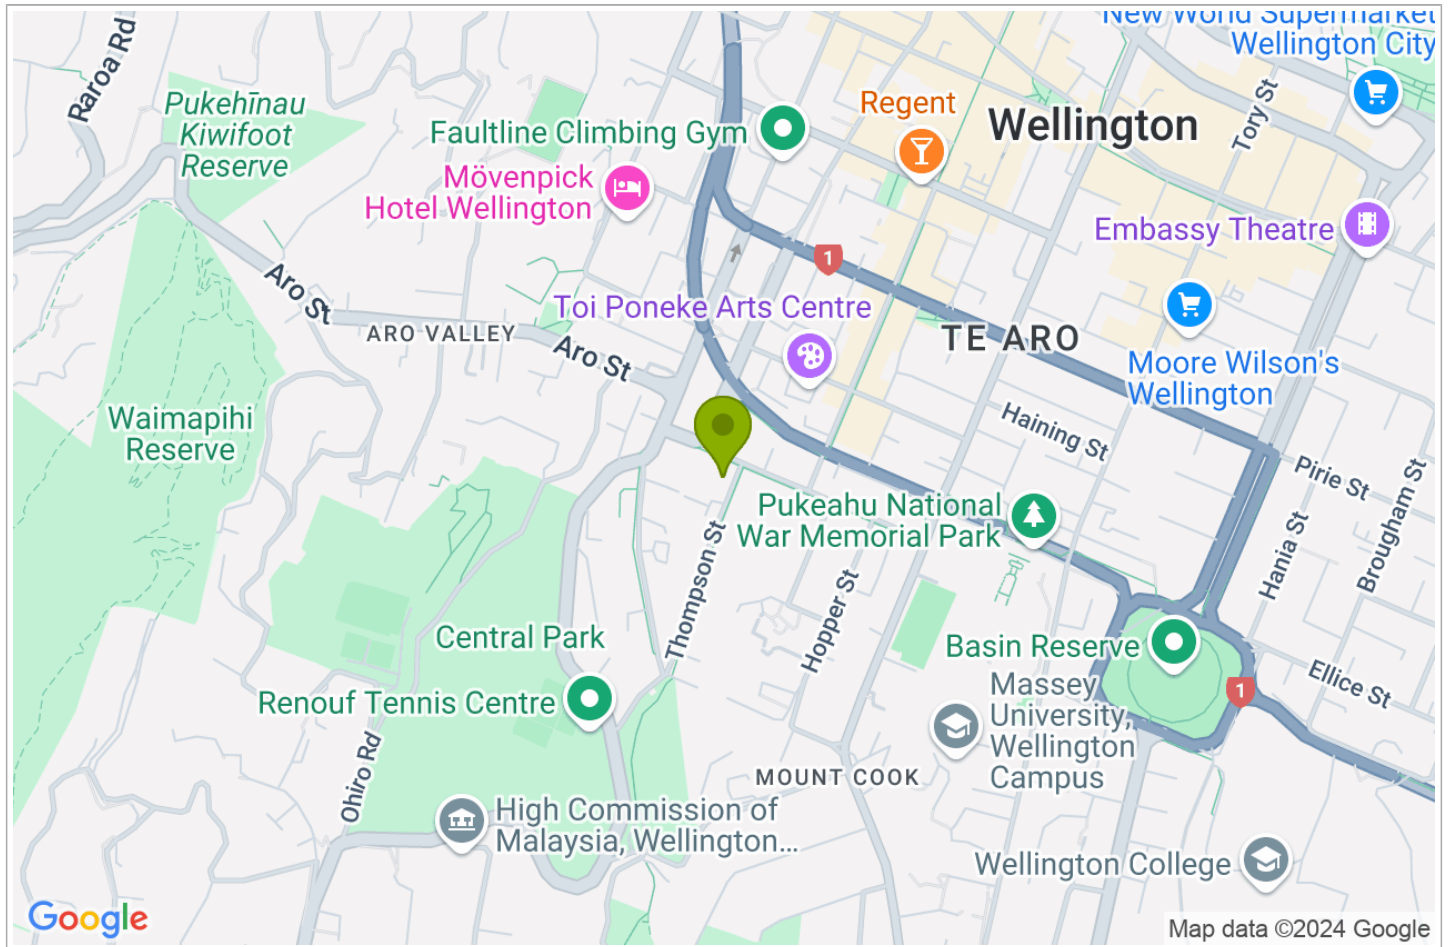 New World Supermarket
Wellington City
Raroa Rd
Pukehīnau
Kiwifoot
Reserve
Faultline Climbing Gym
Regent
Wellington
Tory St
Mövenpick
Hotel Wellington
Embassy Theatre
1
Aro St
Toi Poneke Arts Centre
ARO VALLEY
Aro St
TE ARO
Moore Wilson's
Wellington
Waimapihi
Reserve
Haining St
Pirie St
Brougham St
Hania St
Pukeahu National
War Memorial Park
Thompson St
Hopper St
Central Park
Basin Reserve
Ellice St
1
Renouf Tennis Centre
Massey
University,
Wellington
Campus
Ohiro Rd
MOUNT COOK
High Commission of
Malaysia, Wellington...
Wellington College
Google
Map data ©2024 Google